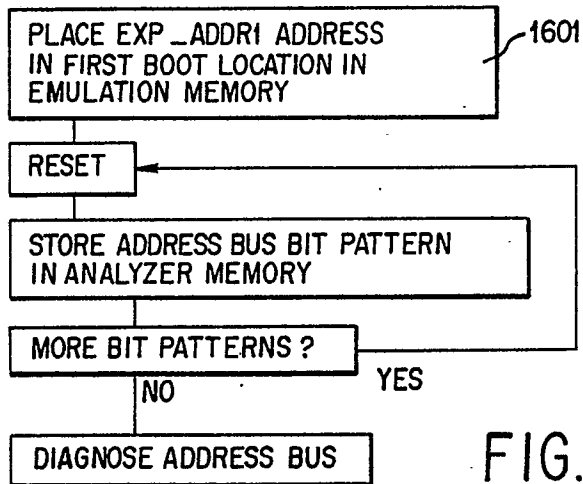 PLACE EXP_ADDR1 ADDRESS
IN FIRST BOOT LOCATION IN
EMULATION MEMORY
1601
RESET
STORE ADDRESS BUS BIT PATTERN
IN ANALYZER MEMORY
MORE BIT PATTERNS ?
YES
NO
DIAGNOSE ADDRESS BUS
FIG.